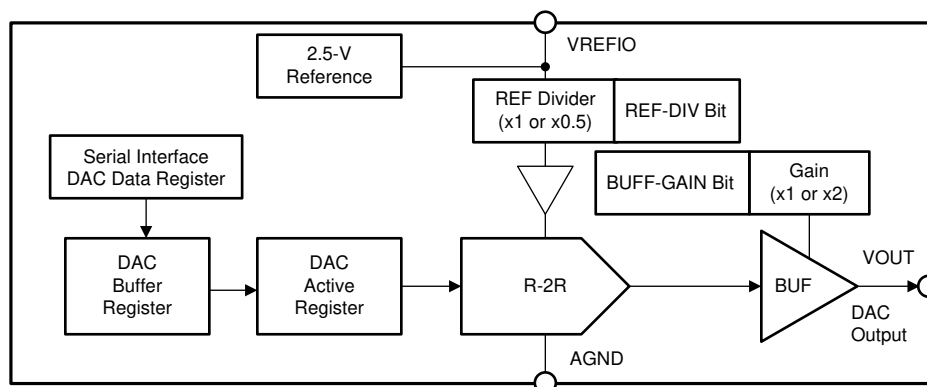 VREFIO
2.5-V
Reference
REF Divider
(x1 or x0.5)
REF-DIV Bit
Serial Interface
DAC Data Register
BUFF-GAIN Bit
Gain
(x1 or x2)
DAC
Buffer
Register
DAC
Active
Register
R-2R
BUF
VOUT
DAC
Output
AGND